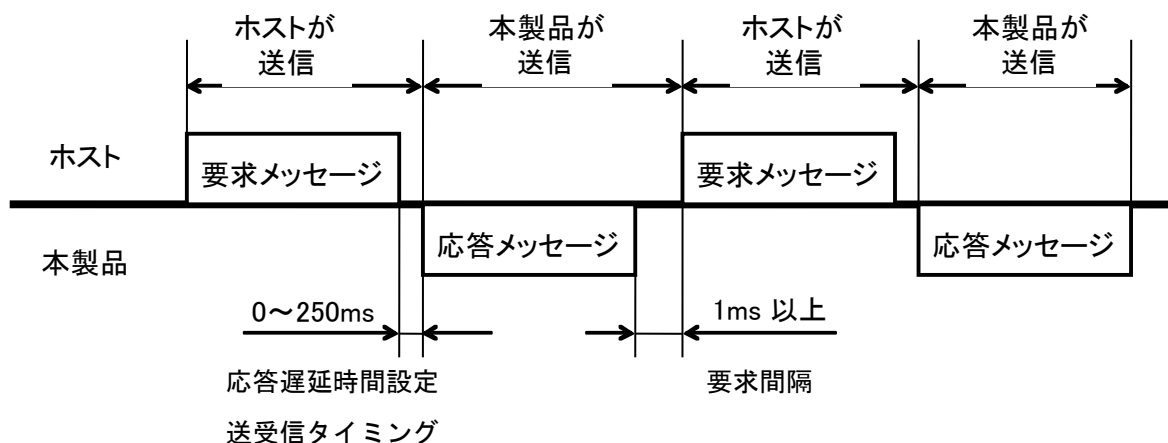 ホストが
送信
本製品が
送信
ホストが
送信
本製品が
送信
ホスト
要求メッセージ
要求メッセージ
本製品
応答メッセージ
応答メッセージ
0～250ms
1ms 以上
応答遅延時間設定
要求間隔
送受信タイミング